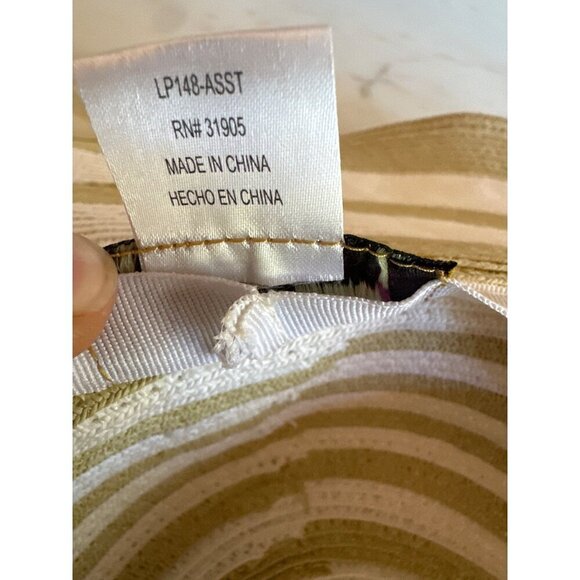 LP148-ASST
RN# 31905
MADE IN CHINA
HECHO EN CHINA